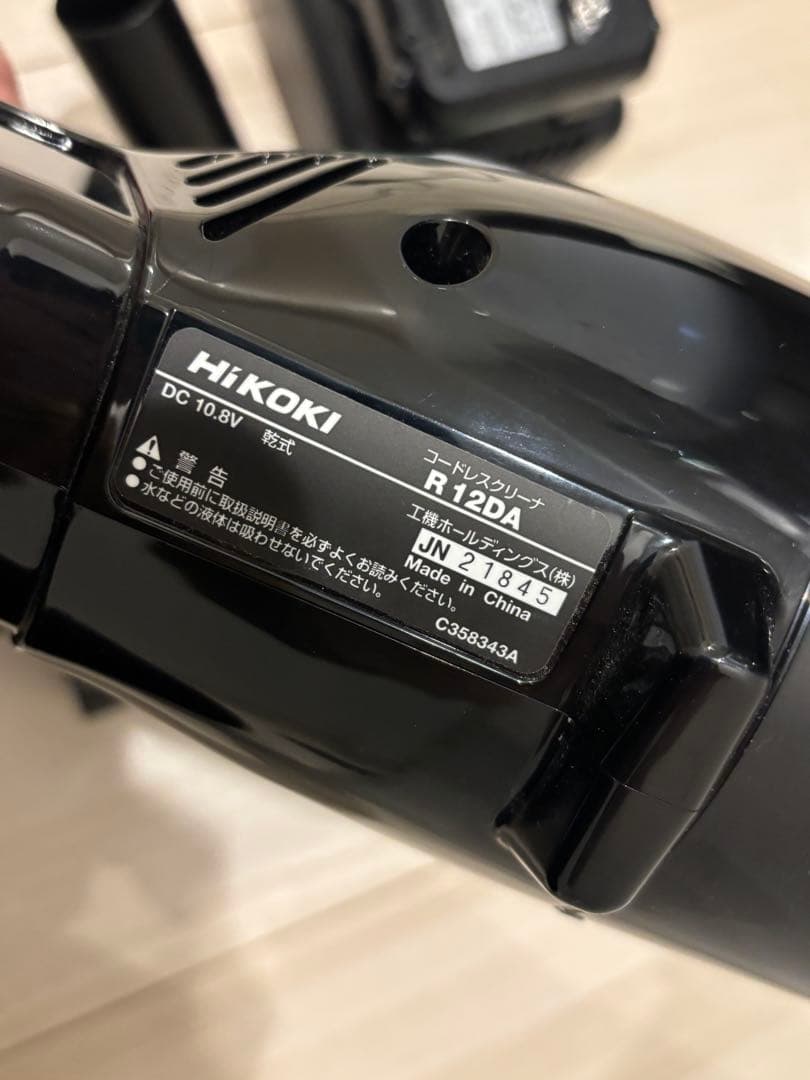 HiKOKI
DC 10.8V 乾式
コードレスクリーナ
R 12DA
工機ホールディングス(株)
JN 21845
Made in China
C358343A
警告
●ご使用前に取扱説明書を必ずよくお読みください。
●水などの液体は吸わせないでください。